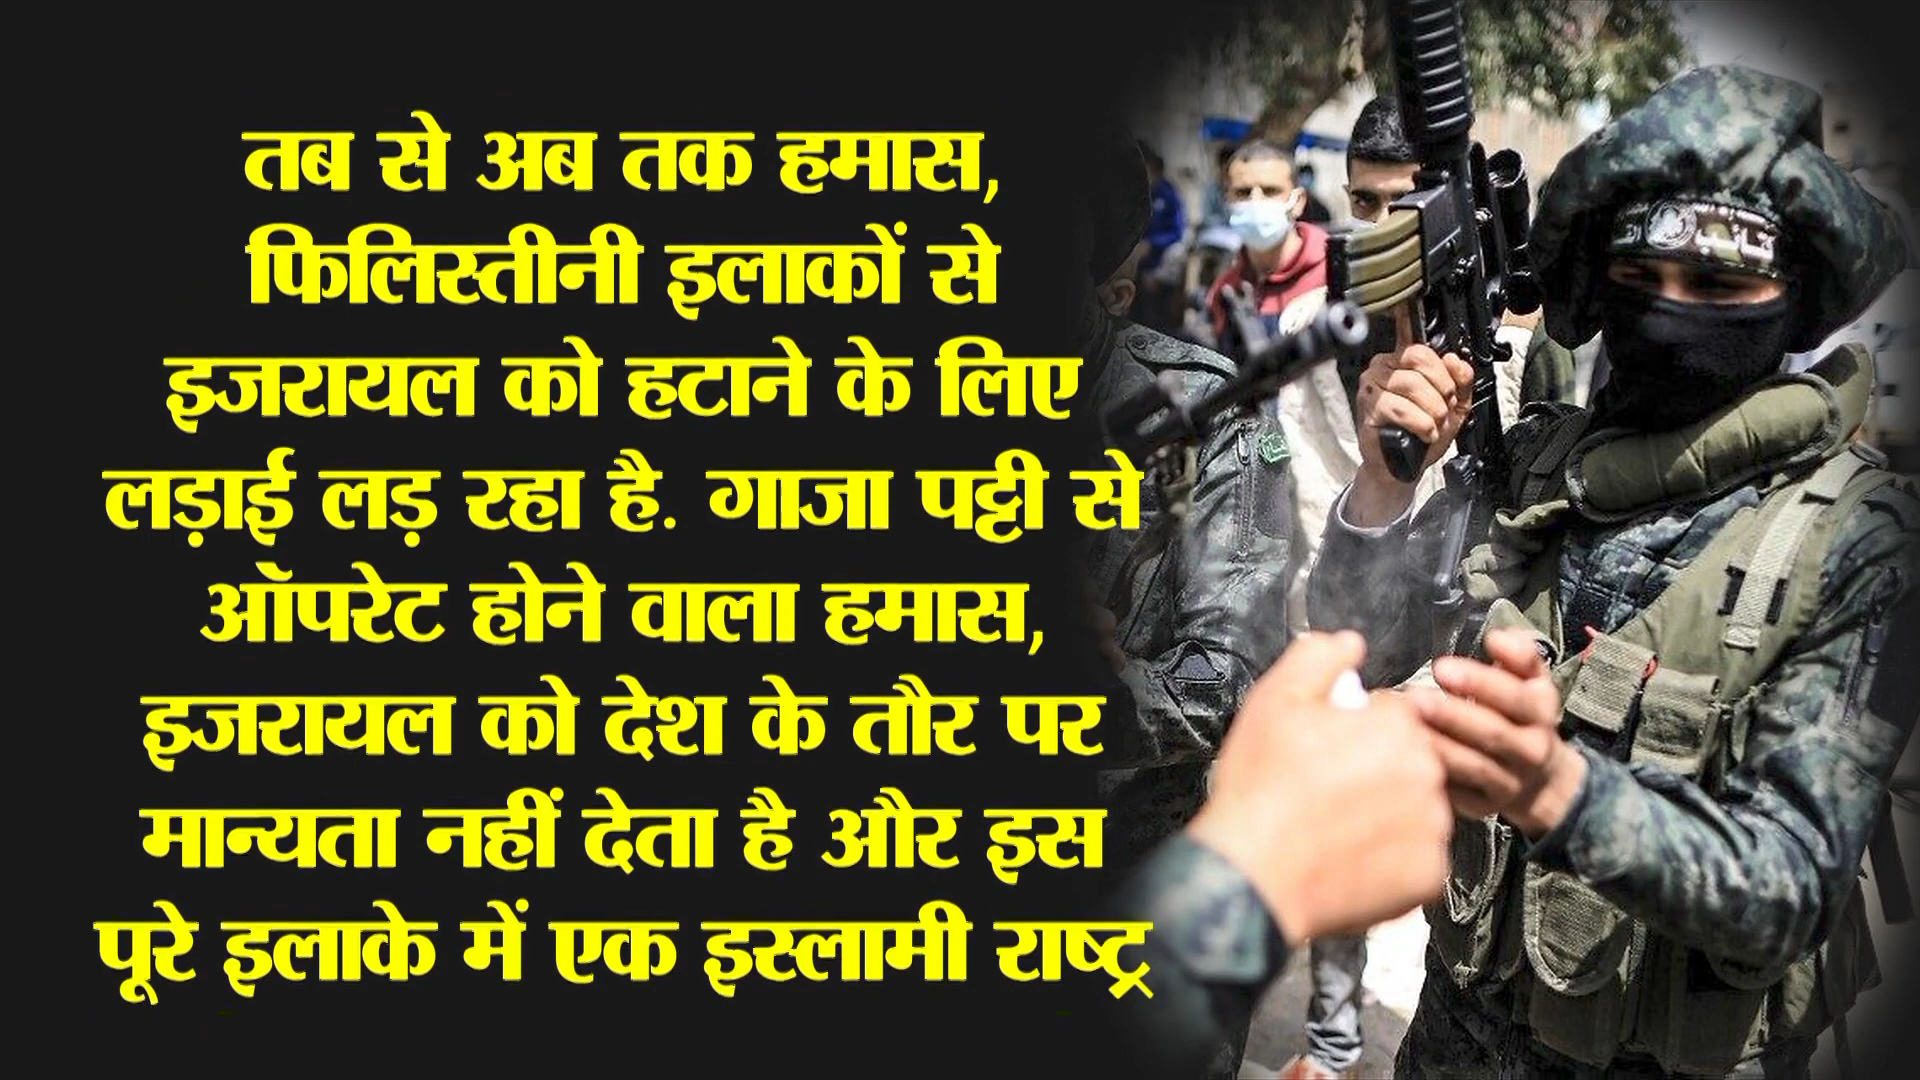 तब से अब तक हमास,
फिलिस्तीनी इलाकों से
इजरायल को हटाने के लिए
लड़ाई लड़ रहा है. गाजा पट्टी से
ऑपरेट होने वाला हमास,
इजरायल को देश के तौर पर
मान्यता नहीं देता है और इस
पूरे इलाके में एक इस्लामी राष्ट्र